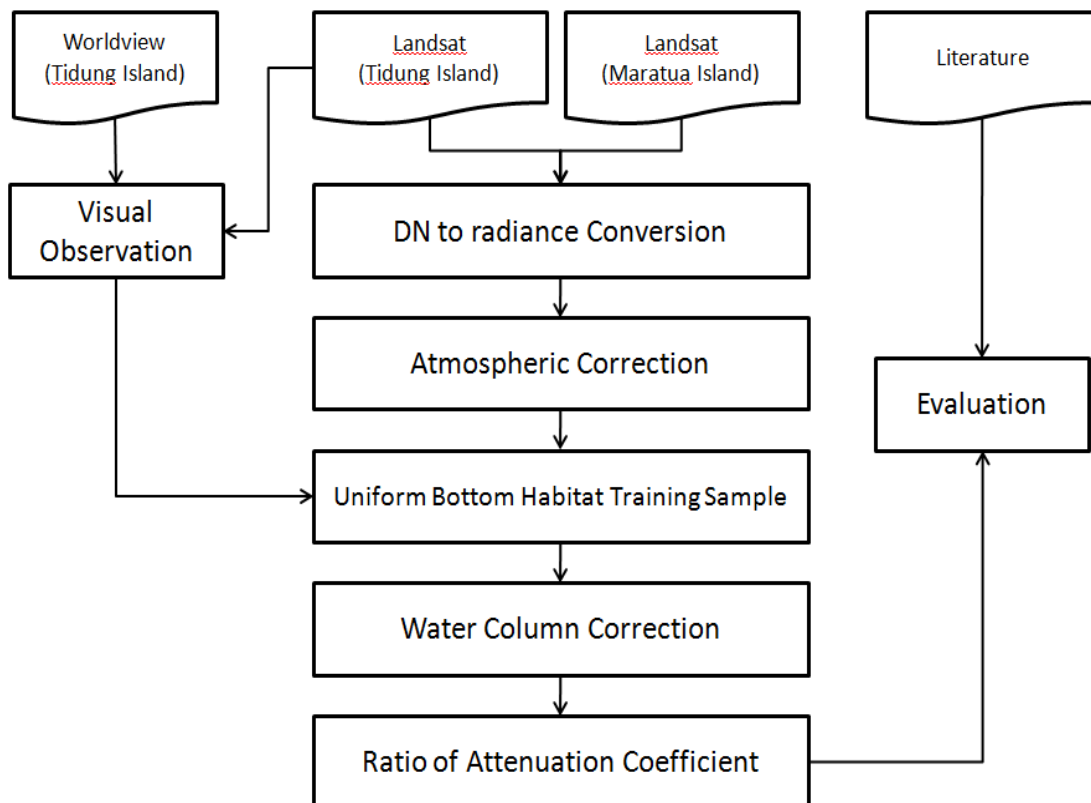 Worldview
(Tidung Island)
Landsat
(Tidung Island)
Landsat
(Maratua Island)
Literature
Visual
Observation
DN to radiance Conversion
Atmospheric Correction
Evaluation
Uniform Bottom Habitat Training Sample
Water Column Correction
Ratio of Attenuation Coefficient